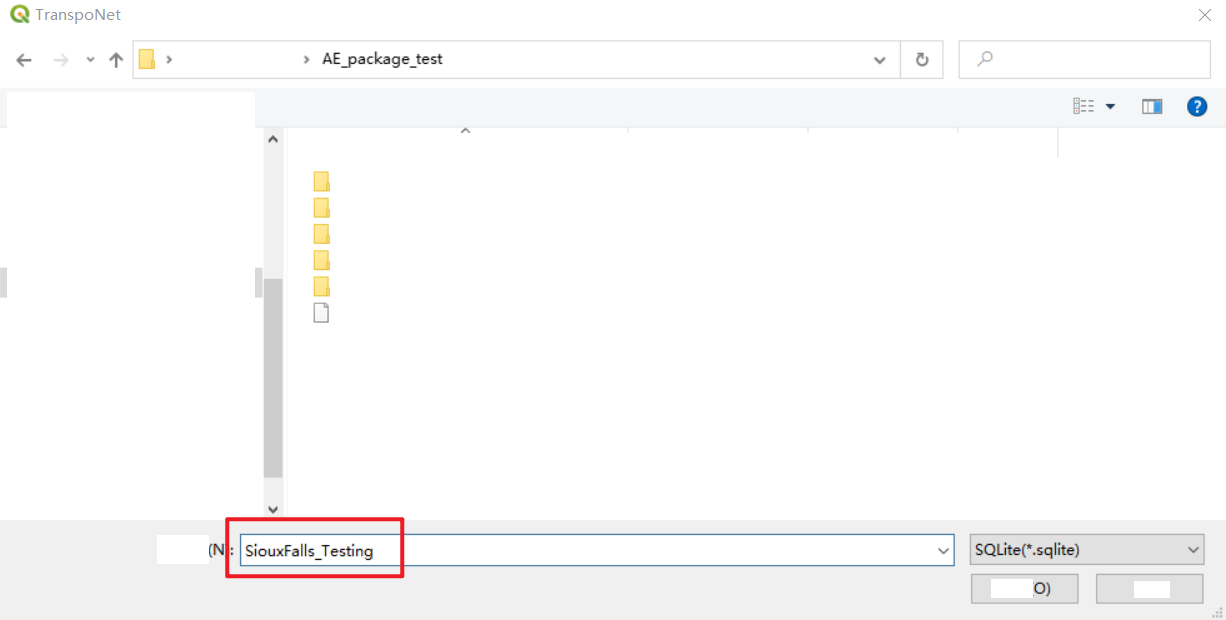 TranspoNet
AE_package_test
(N): SiouxFalls_Testing
SQLite(*.sqlite)
O)